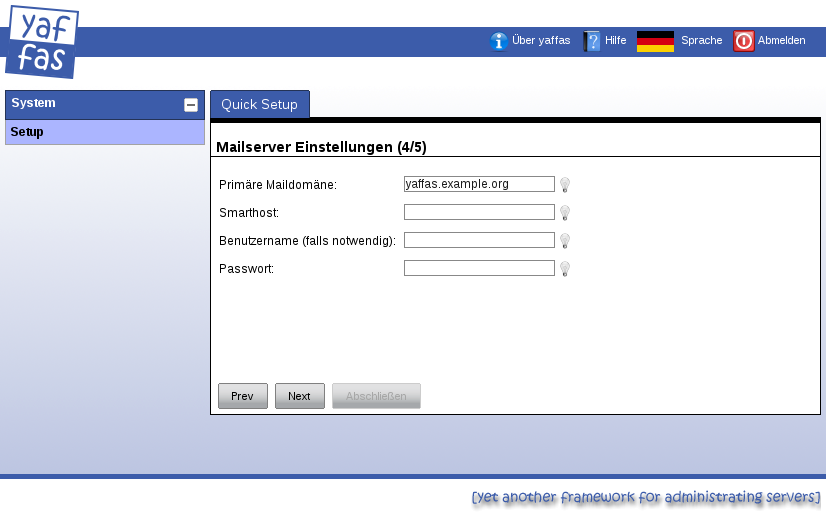 yaf
fas
Über yaffas Hilfe Sprache Abmelden
System
Setup
Quick Setup
Mailserver Einstellungen (4/5)
Primäre Maildomäne: yaffas.example.org
Smarthost:
Benutzername (falls notwendig):
Passwort:
Prev Next Abschließen
[yet another framework for administrating servers]